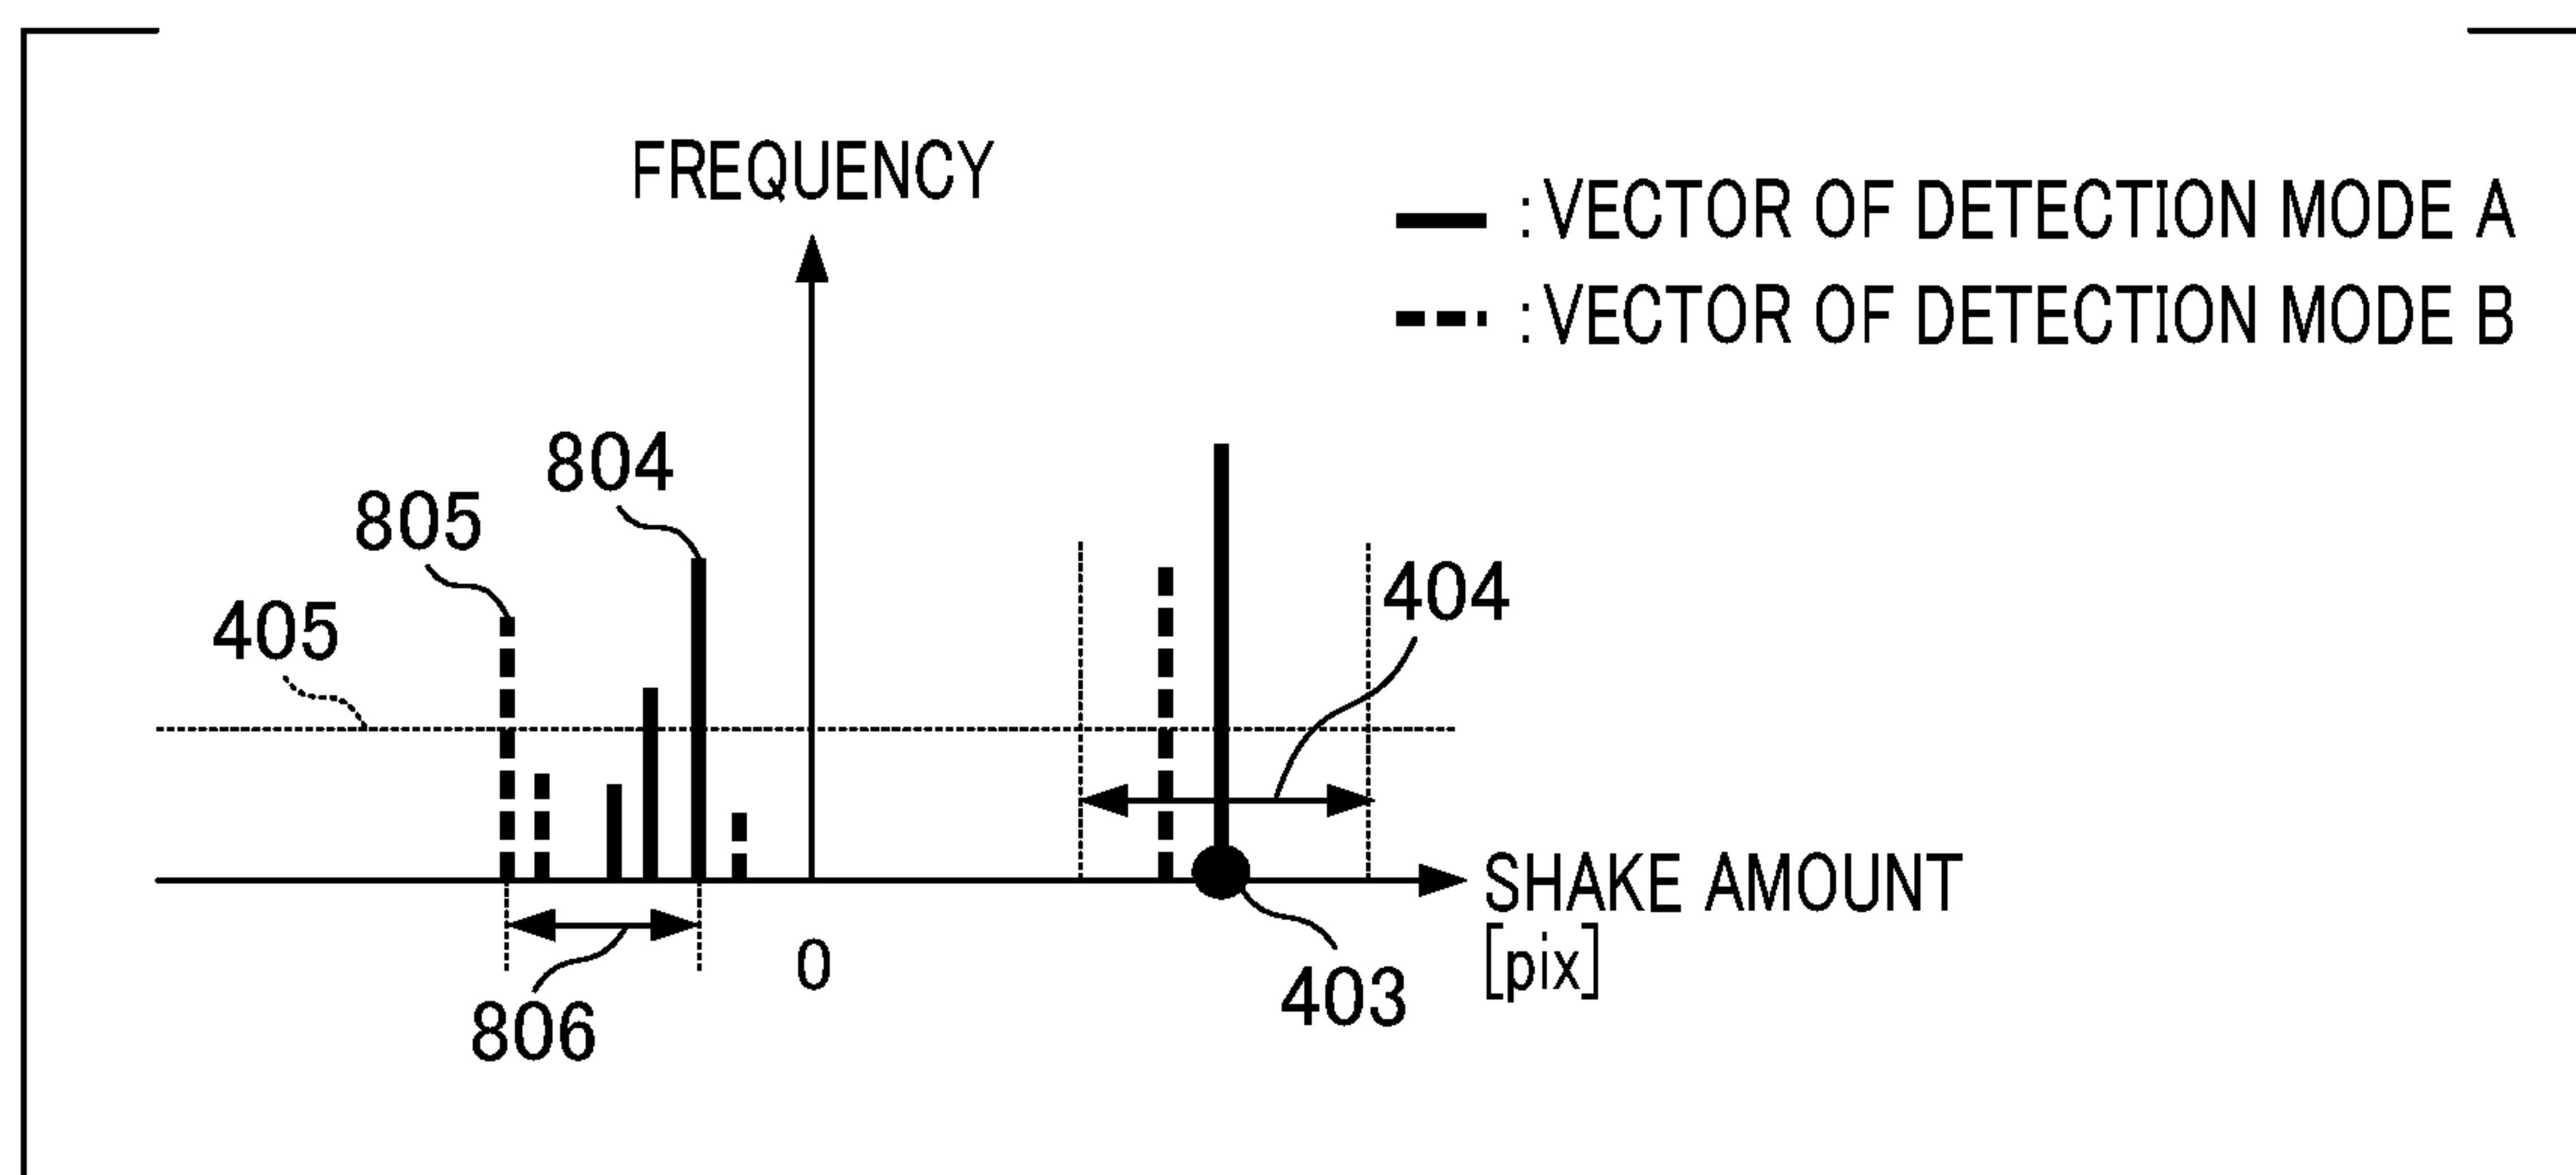 FREQUENCY
: VECTOR OF DETECTION MODE A
: VECTOR OF DETECTION MODE B
804
805
404
405
SHAKE AMOUNT
[pix]
0
403
806